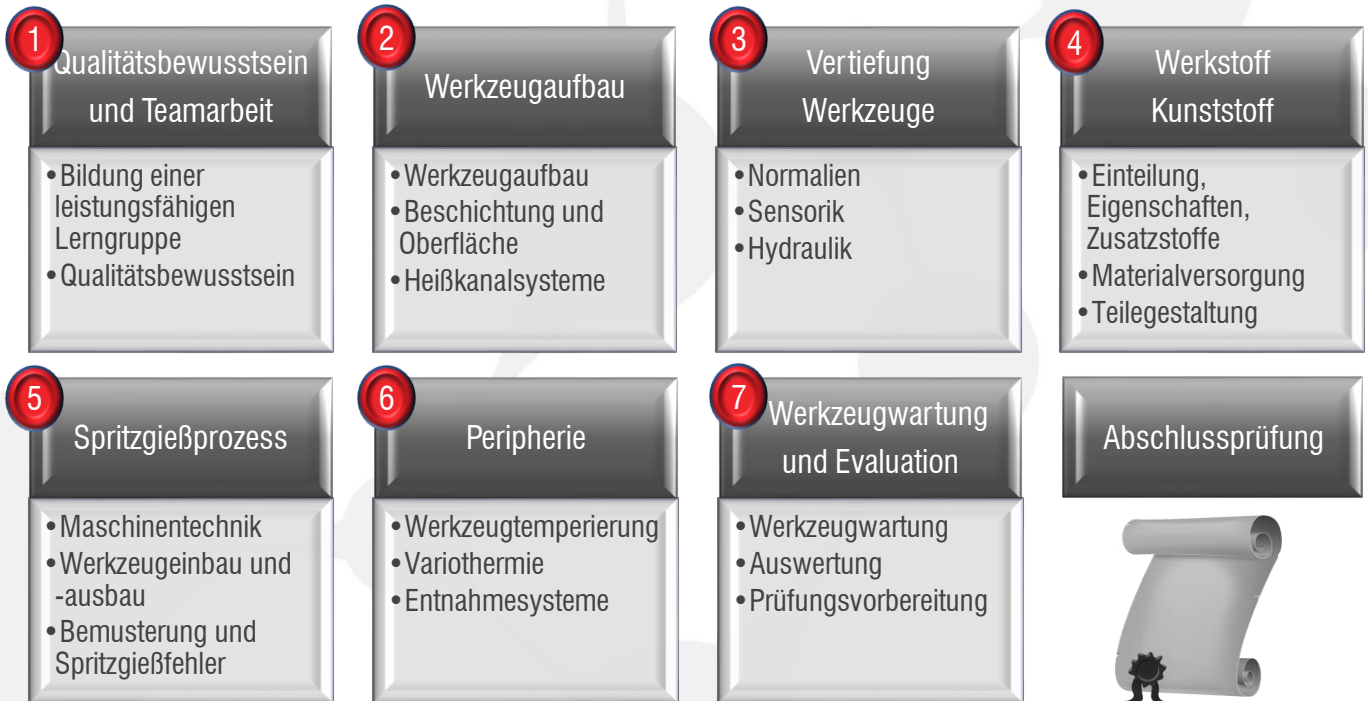 1
Qualitätsbewusstsein
und Teamarbeit
•Bildung einer
leistungsfähigen
Lerngruppe
•Qualitätsbewusstsein
2
Werkzeugaufbau
•Werkzeugaufbau
•Beschichtung und
Oberfläche
•Heißkanalsysteme
3
Vertiefung
Werkzeuge
•Normalien
•Sensorik
•Hydraulik
4
Werkstoff
Kunststoff
•Einteilung,
Eigenschaften,
Zusatzstoffe
•Materialversorgung
•Teilegestaltung
5
Spritzgießprozess
•Maschinentechnik
•Werkzeugeinbau und
-ausbau
•Bemusterung und
Spritzgießfehler
6
Peripherie
•Werkzeugtemperierung
•Variothermie
•Entnahmesysteme
7
Werkzeugwartung
und Evaluation
•Werkzeugwartung
•Auswertung
•Prüfungsvorbereitung
Abschlussprüfung